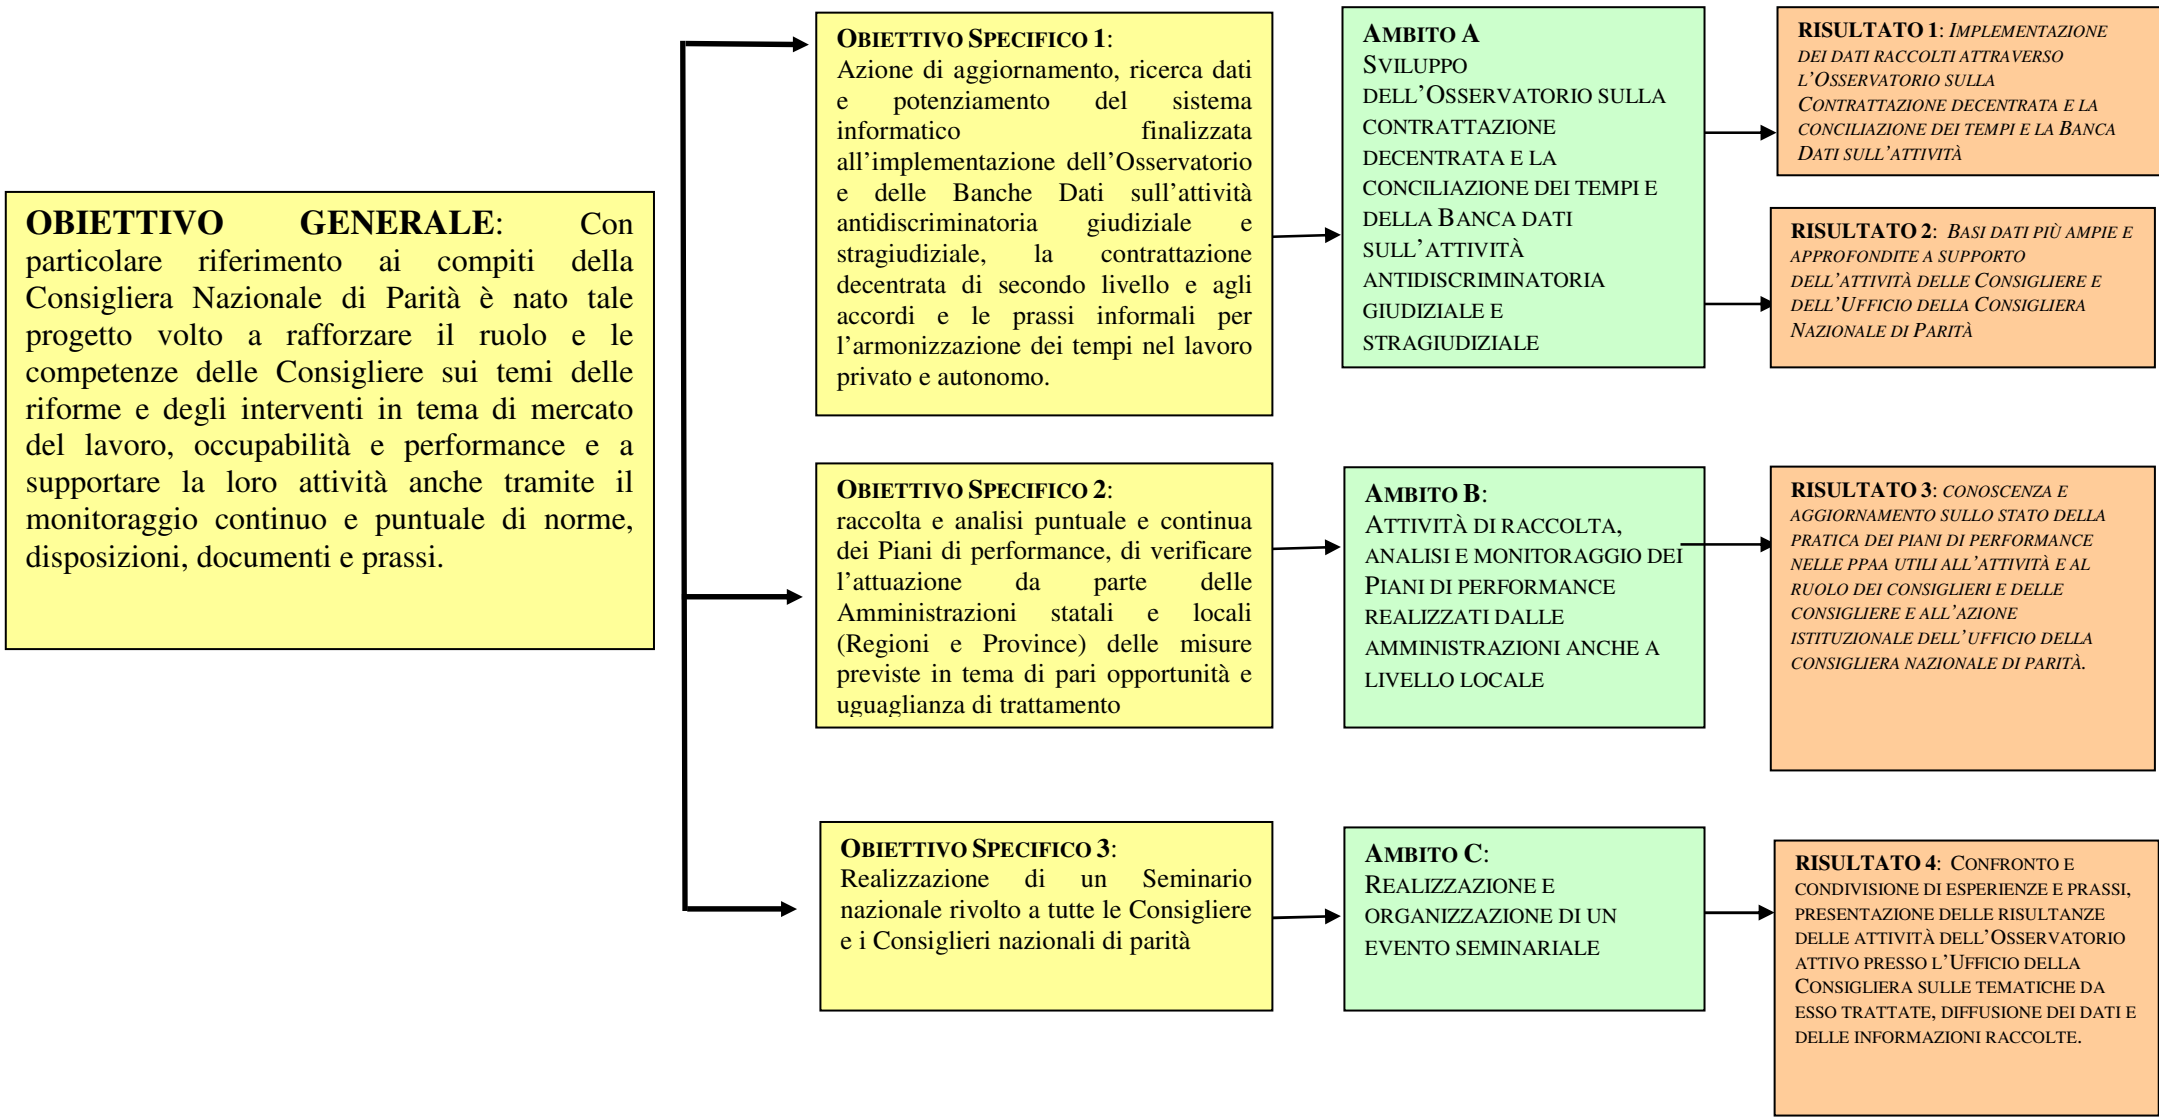 OBIETTIVO GENERALE: Con
particolare riferimento ai compiti della
Consigliera Nazionale di Parità è nato tale
progetto volto a rafforzare il ruolo e le
competenze delle Consigliere sui temi delle
riforme e degli interventi in tema di mercato
del lavoro, occupabilità e performance e a
supportare la loro attività anche tramite il
monitoraggio continuo e puntuale di norme,
disposizioni, documenti e prassi.
OBIETTIVO SPECIFICO 1:
Azione di aggiornamento, ricerca dati
e potenziamento del sistema
informatico finalizzata
all'implementazione dell'Osservatorio
e delle Banche Dati sull'attività
antidiscriminatoria giudiziale e
stragiudiziale, la contrattazione
decentrata di secondo livello e agli
accordi e le prassi informali per
l'armonizzazione dei tempi nel lavoro
privato e autonomo.
AMBITO A
SVILUPPO
DELL'OSSERVATORIO SULLA
CONTRATTAZIONE
DECENTRATA E LA
CONCILIAZIONE DEI TEMPI E
DELLA BANCA DATI
SULL'ATTIVITÀ
ANTIDISCRIMINATORIA
GIUDIZIALE E
STRAGIUDIZIALE
RISULTATO 1: IMPLEMENTAZIONE
DEI DATI RACCOLTI ATTRAVERSO
L'OSSERVATORIO SULLA
CONTRATTAZIONE DECENTRATA E LA
CONCILIAZIONE DEI TEMPI E LA BANCA
DATI SULL'ATTIVITÀ
RISULTATO 2: BASI DATI PIÙ AMPIE E
APPROFONDITE A SUPPORTO
DELL'ATTIVITÀ DELLE CONSIGLIERE E
DELL'UFFICIO DELLA CONSIGLIERA
NAZIONALE DI PARITÀ
OBIETTIVO SPECIFICO 2:
raccolta e analisi puntuale e continua
dei Piani di performance, di verificare
l'attuazione da parte delle
Amministrazioni statali e locali
(Regioni e Province) delle misure
previste in tema di pari opportunità e
uguaglianza di trattamento
AMBITO B:
ATTIVITÀ DI RACCOLTA,
ANALISI E MONITORAGGIO DEI
PIANI DI PERFORMANCE
REALIZZATI DALLE
AMMINISTRAZIONI ANCHE A
LIVELLO LOCALE
RISULTATO 3: CONOSCENZA E
AGGIORNAMENTO SULLO STATO DELLA
PRATICA DEI PIANI DI PERFORMANCE
NELLE PPAA UTILI ALL'ATTIVITÀ E AL
RUOLO DEI CONSIGLIERI E DELLE
CONSIGLIERE E ALL'AZIONE
ISTITUZIONALE DELL'UFFICIO DELLA
CONSIGLIERA NAZIONALE DI PARITÀ.
OBIETTIVO SPECIFICO 3:
Realizzazione di un Seminario
nazionale rivolto a tutte le Consigliere
e i Consiglieri nazionali di parità
AMBITO C:
REALIZZAZIONE E
ORGANIZZAZIONE DI UN
EVENTO SEMINARIALE
RISULTATO 4: CONFRONTO E
CONDIVISIONE DI ESPERIENZE E PRASSI,
PRESENTAZIONE DELLE RISULTANZE
DELLE ATTIVITÀ DELL'OSSERVATORIO
ATTIVO PRESSO L'UFFICIO DELLA
CONSIGLIERA SULLE TEMATICHE DA
ESSO TRATTATE, DIFFUSIONE DEI DATI E
DELLE INFORMAZIONI RACCOLTE.